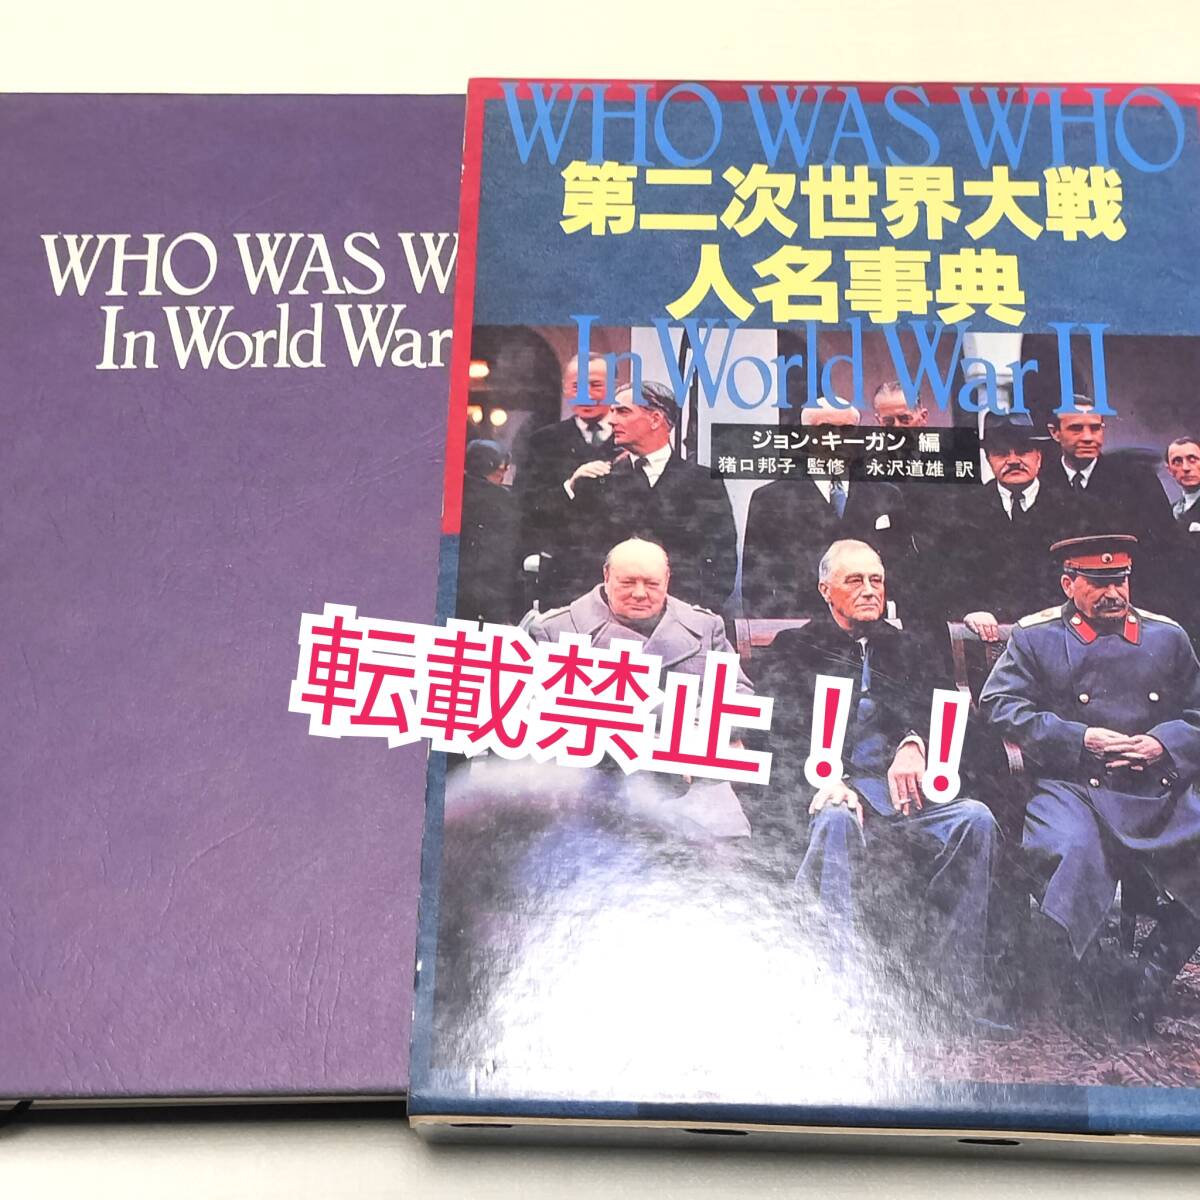 WHO WAS W
In World War
WHO WAS WHO
第二次世界大戦
人名事典
In World War II
ジョン・キーガン 編
猪口邦子 監修 永沢道雄 訳
転載禁止！！